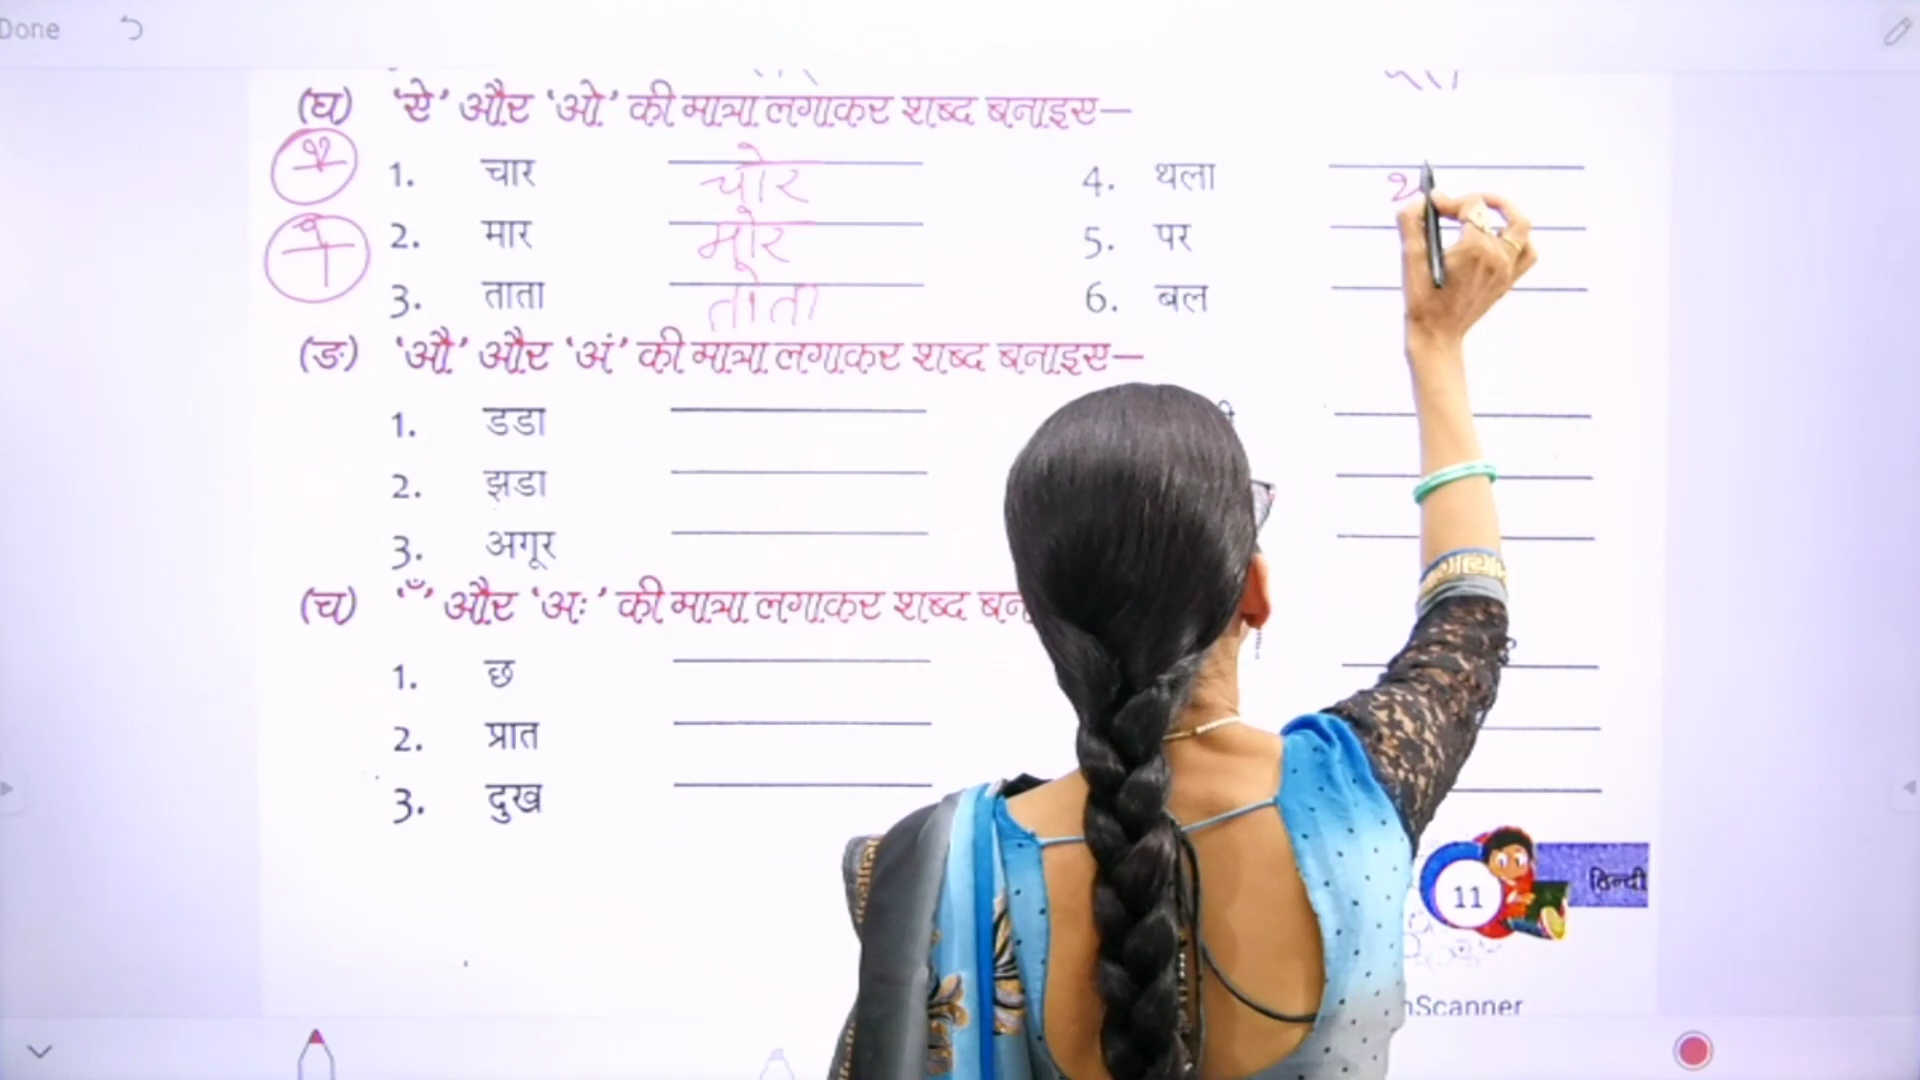 Done
(घ) ‘ऐ’ और ‘ओ’ की मात्रा लगाकर शब्द बनाइए–
1. चार चोर 4. थला
2. मार मोर 5. पर
3. ताता तोता 6. बल
(ङ) ‘औ’ और ‘अं’ की मात्रा लगाकर शब्द बनाइए–
1. डडा
2. झडा
3. अगूर
(च) ‘ँ’ और ‘अः’ की मात्रा लगाकर शब्द
1. छ
2. प्रात
3. दुख
11 हिन्दी